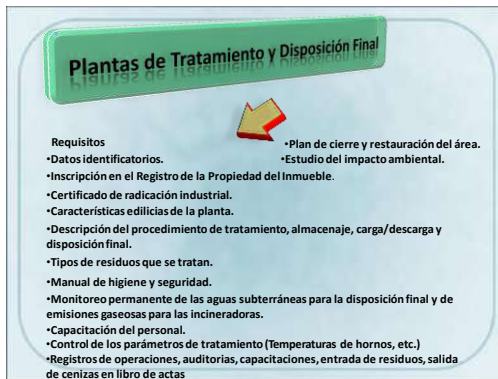 Plantas de Tratamiento y Disposición Final
Requisitos
•Plan de cierre y restauración del área.
•Datos identificatorios.
•Estudio del impacto ambiental.
•Inscripción en el Registro de la Propiedad del Inmueble.
•Certificado de radicación industrial.
•Características edilicias de la planta.
•Descripción del procedimiento de tratamiento, almacenaje, carga/descarga y
disposición final.
•Tipos de residuos que se tratan.
•Manual de higiene y seguridad.
•Monitoreo permanente de las aguas subterráneas para la disposición final y de
emisiones gaseosas para las incineradoras.
•Capacitación del personal.
•Control de los parámetros de tratamiento (Temperaturas de hornos, etc.)
•Registros de operaciones, auditorias, capacitaciones, entrada de residuos, salida
de cenizas en libro de actas